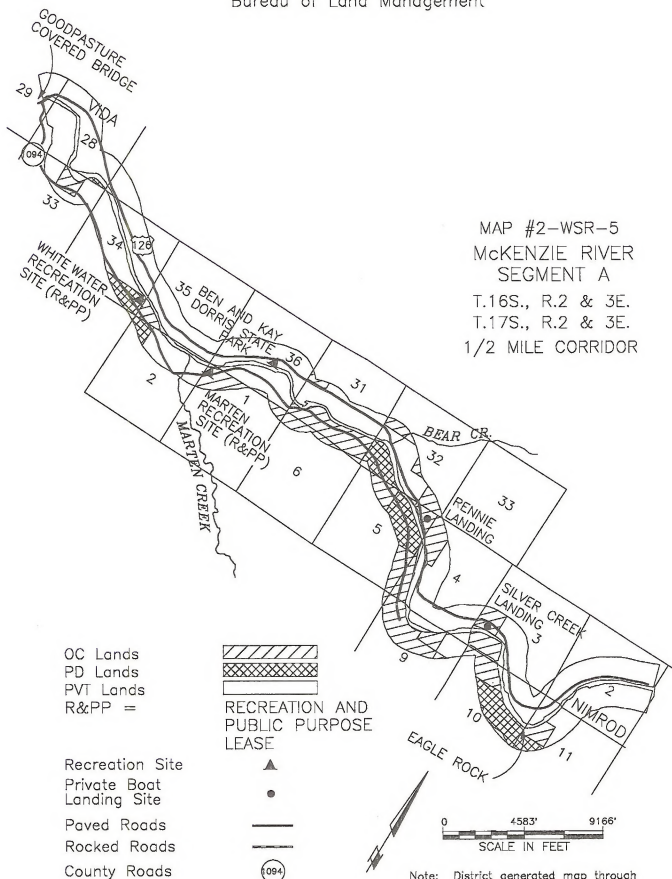 Bureau of Land Management
GOODPASTURE
COVERED BRIDGE
29
VIDA
28
1094
33
34
126
WHITE WATER
RECREATION
SITE (R&PP)
MAP #2-WSR-5
McKENZIE RIVER
SEGMENT A
T.16S., R.2 & 3E.
T.17S., R.2 & 3E.
1/2 MILE CORRIDOR
35
BEN AND KAY
DORRIS STATE
PARK
36
31
2
1
MARTEN
RECREATION
SITE (R&PP)
MARTEN CREEK
6
BEAR CR.
32
33
5
RENNIE
LANDING
4
SILVER CREEK
LANDING
3
9
2
NIMROD
10
11
EAGLE ROCK
OC Lands
PD Lands
PVT Lands
R&PP = RECREATION AND
PUBLIC PURPOSE
LEASE
Recreation Site
Private Boat
Landing Site
Paved Roads
Rocked Roads
County Roads 1094
0 4583' 9166'
SCALE IN FEET
Note: District generated map through